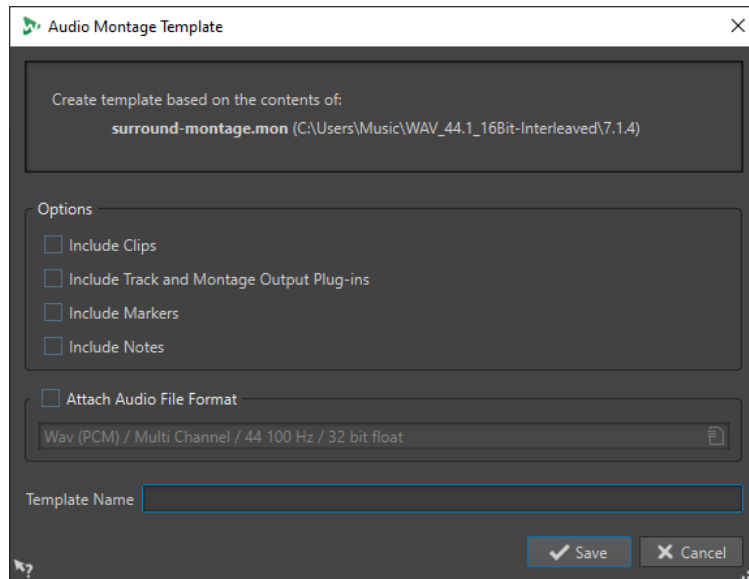 Audio Montage Template
Create template based on the contents of:
surround-montage.mon (C:\Users\Music\WAV_44.1_16Bit-Interleaved\7.1.4)
Options
Include Clips
Include Track and Montage Output Plug-ins
Include Markers
Include Notes
Attach Audio File Format
Wav (PCM) / Multi Channel / 44 100 Hz / 32 bit float
Template Name
Save Cancel